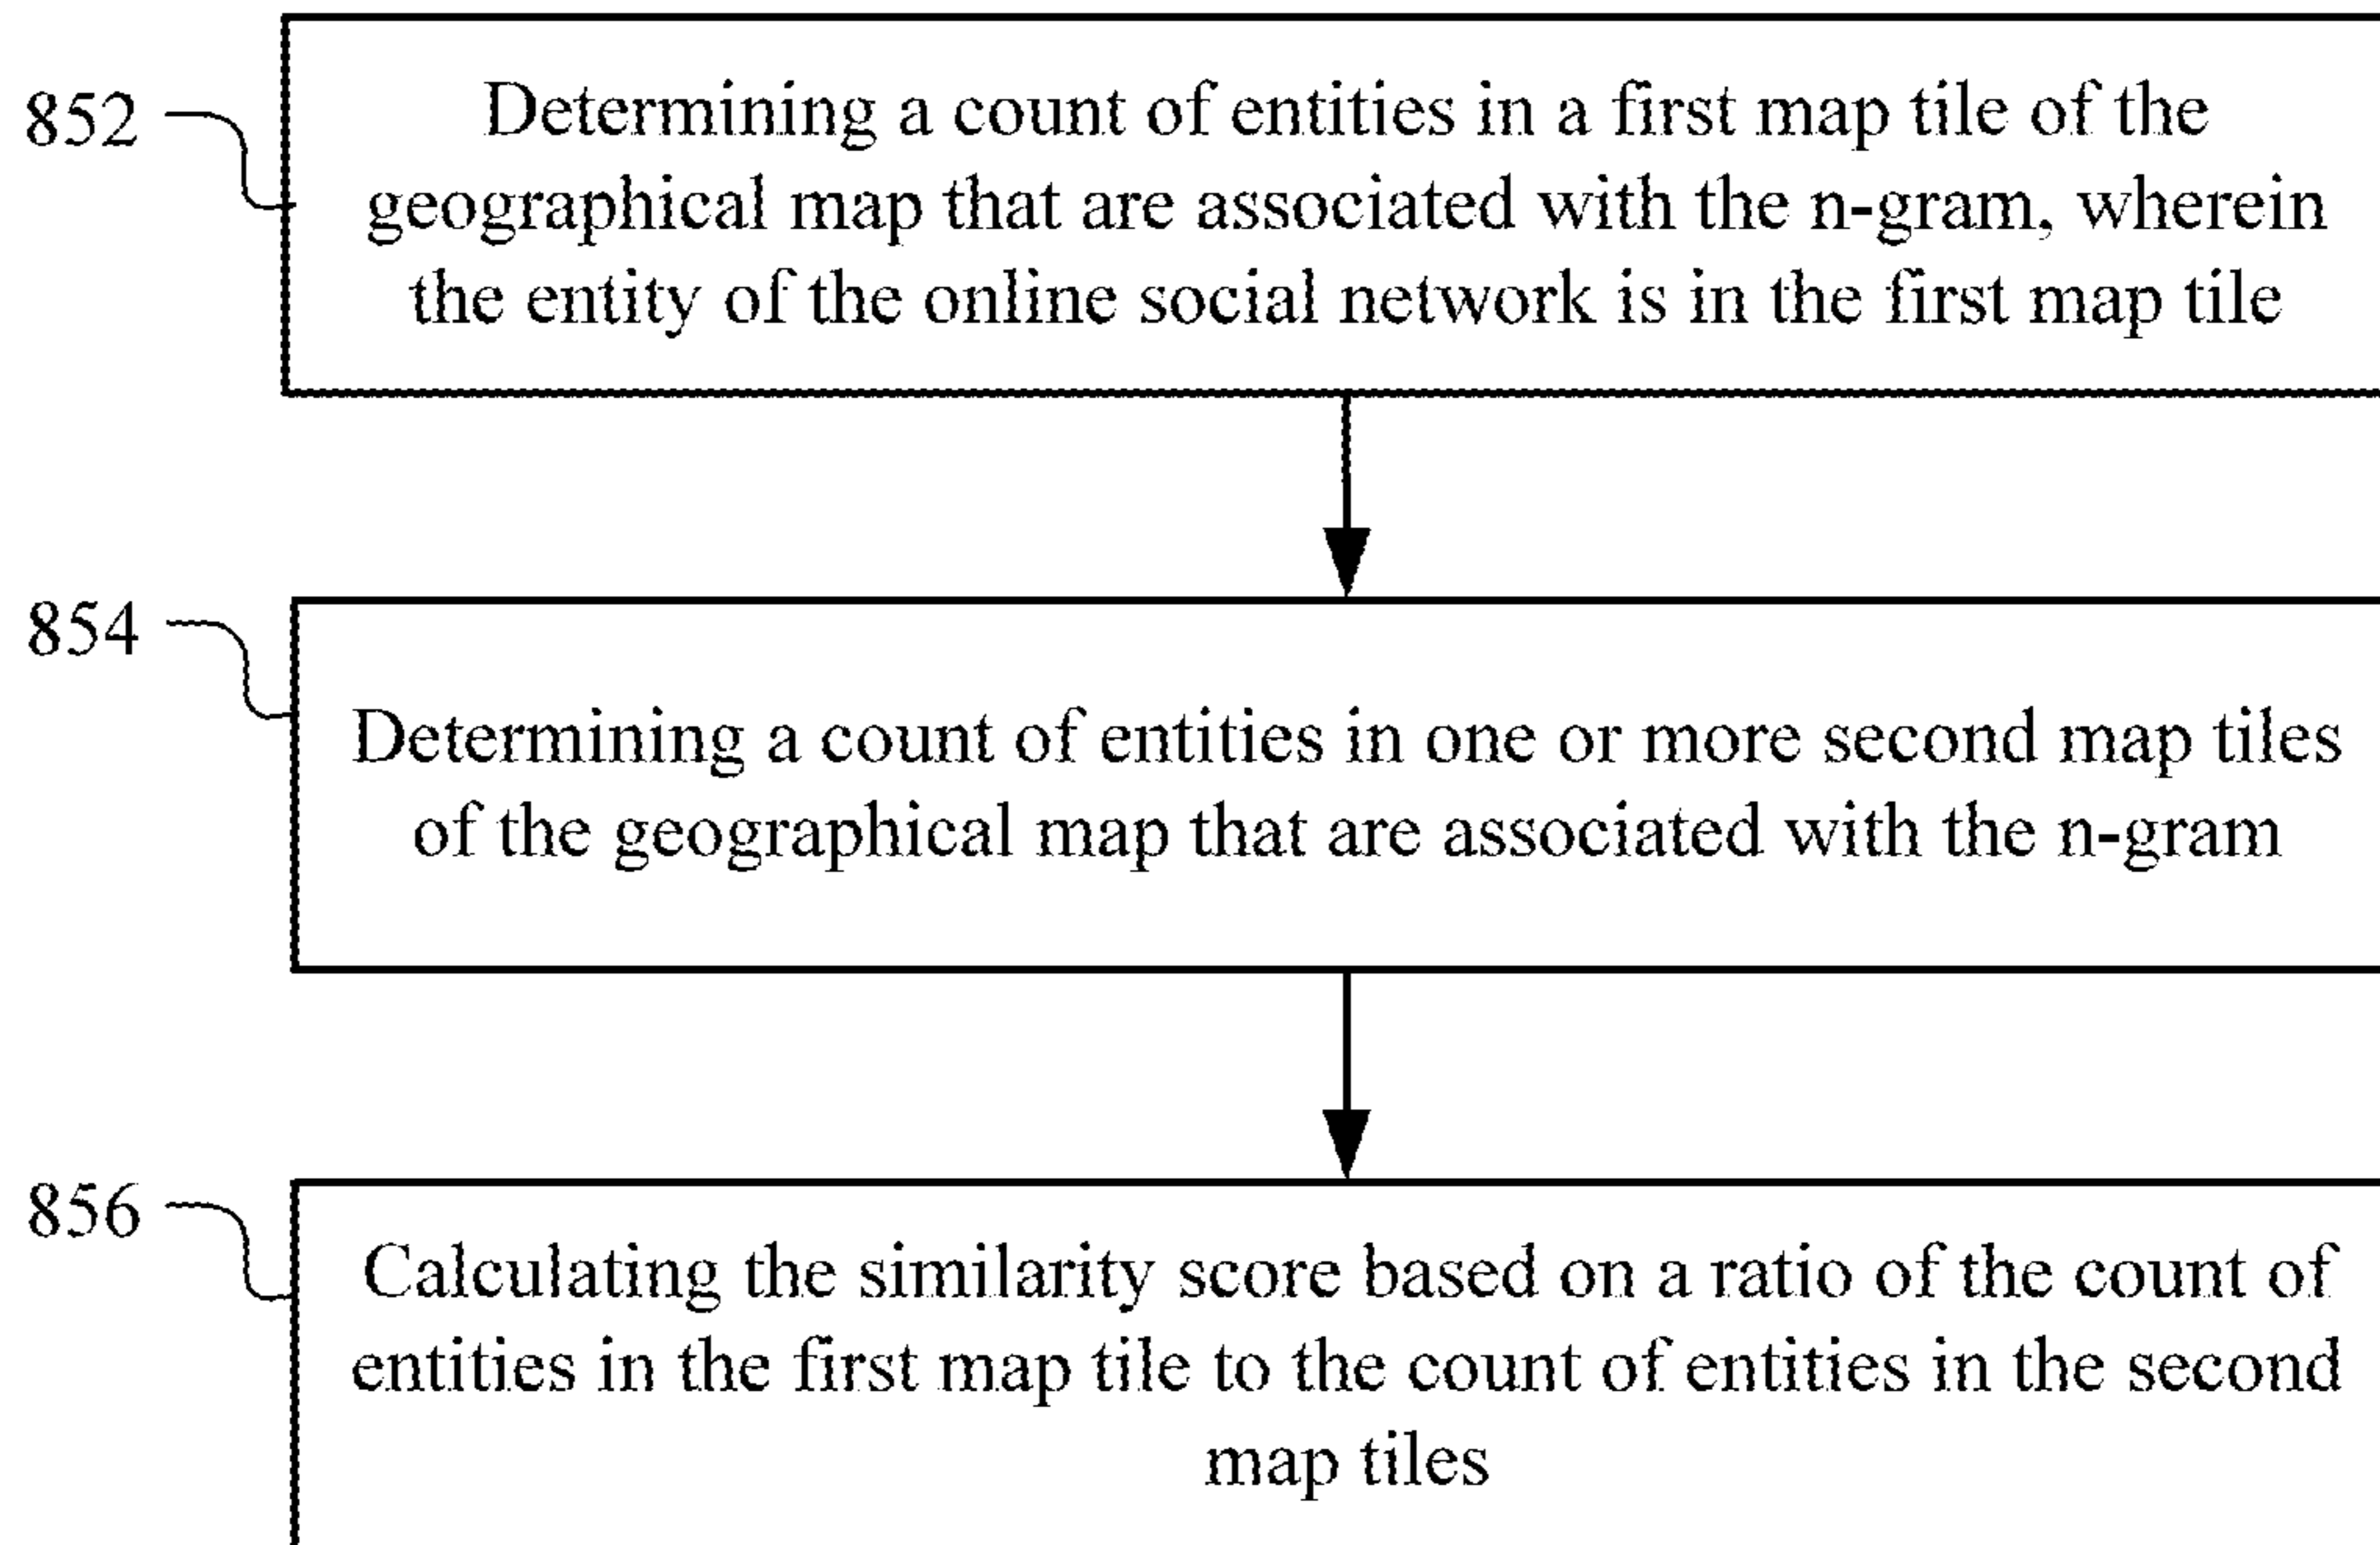 852
Determining a count of entities in a first map tile of the
geographical map that are associated with the n-gram, wherein
the entity of the online social network is in the first map tile
854
Determining a count of entities in one or more second map tiles
of the geographical map that are associated with the n-gram
856
Calculating the similarity score based on a ratio of the count of
entities in the first map tile to the count of entities in the second
map tiles